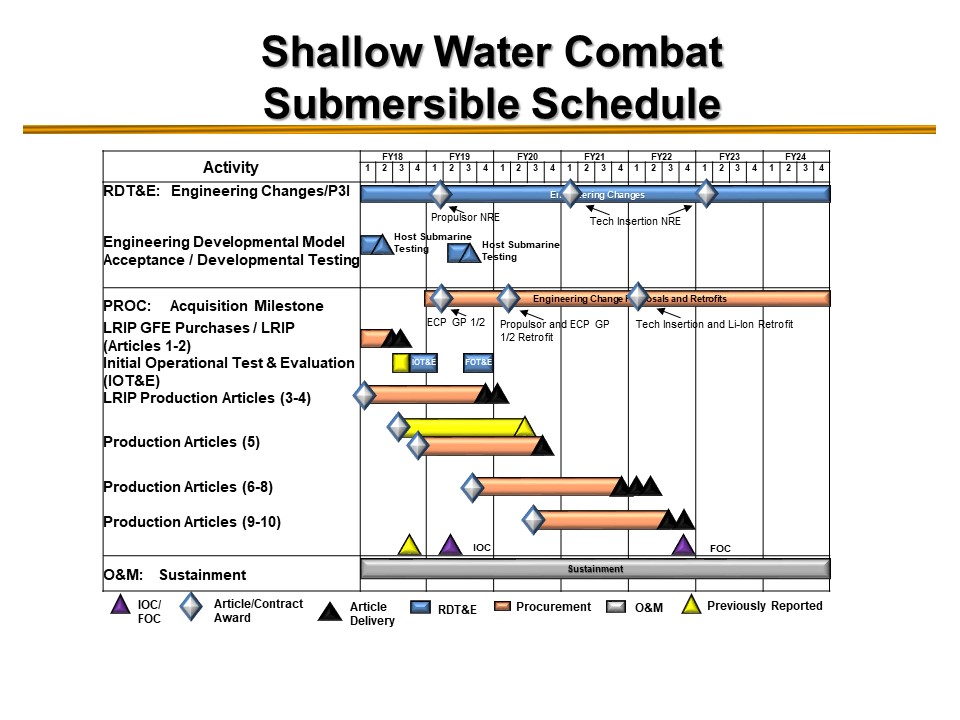 Shallow Water Combat
Submersible Schedule
Activity
FY18 FY19 FY20 FY21 FY22 FY23 FY24
1 2 3 4 1 2 3 4 1 2 3 4 1 2 3 4 1 2 3 4 1 2 3 4 1 2 3 4
RDT&E: Engineering Changes/P3I
Engineering Changes
Propulsor NRE
Tech Insertion NRE
Engineering Developmental Model
Acceptance / Developmental Testing
Host Submarine
Testing
Host Submarine
Testing
PROC: Acquisition Milestone
Engineering Change Proposals and Retrofits
ECP GP 1/2
Propulsor and ECP GP
1/2 Retrofit
Tech Insertion and Li-Ion Retrofit
LRIP GFE Purchases / LRIP
(Articles 1-2)
Initial Operational Test & Evaluation
(IOT&E)
IOT&E
FOT&E
LRIP Production Articles (3-4)
Production Articles (5)
Production Articles (6-8)
Production Articles (9-10)
IOC
FOC
O&M: Sustainment
Sustainment
IOC/
FOC
Article/Contract
Award
Article
Delivery
RDT&E
Procurement
O&M
Previously Reported